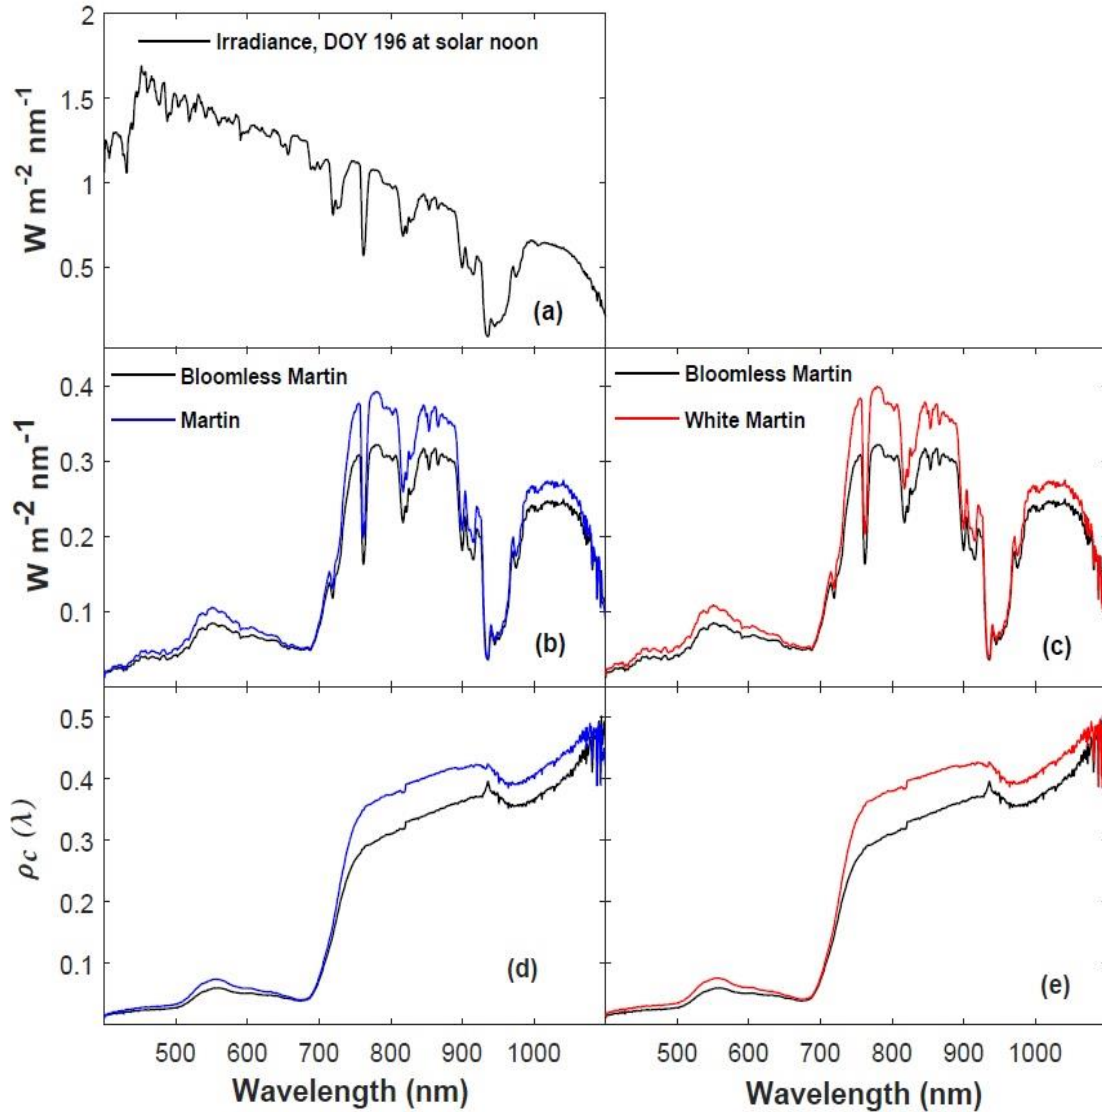 2
Irradiance, DOY 196 at solar noon
1.5
1
0.5
W m-2 nm-1
(a)
Bloomless Martin
Martin
0.4
0.3
0.2
0.1
W m-2 nm-1
(b)
Bloomless Martin
White Martin
(c)
0.5
0.4
0.3
0.2
0.1
ρc (λ)
(d)
(e)
500 600 700 800 900 1000
Wavelength (nm)
500 600 700 800 900 1000
Wavelength (nm)